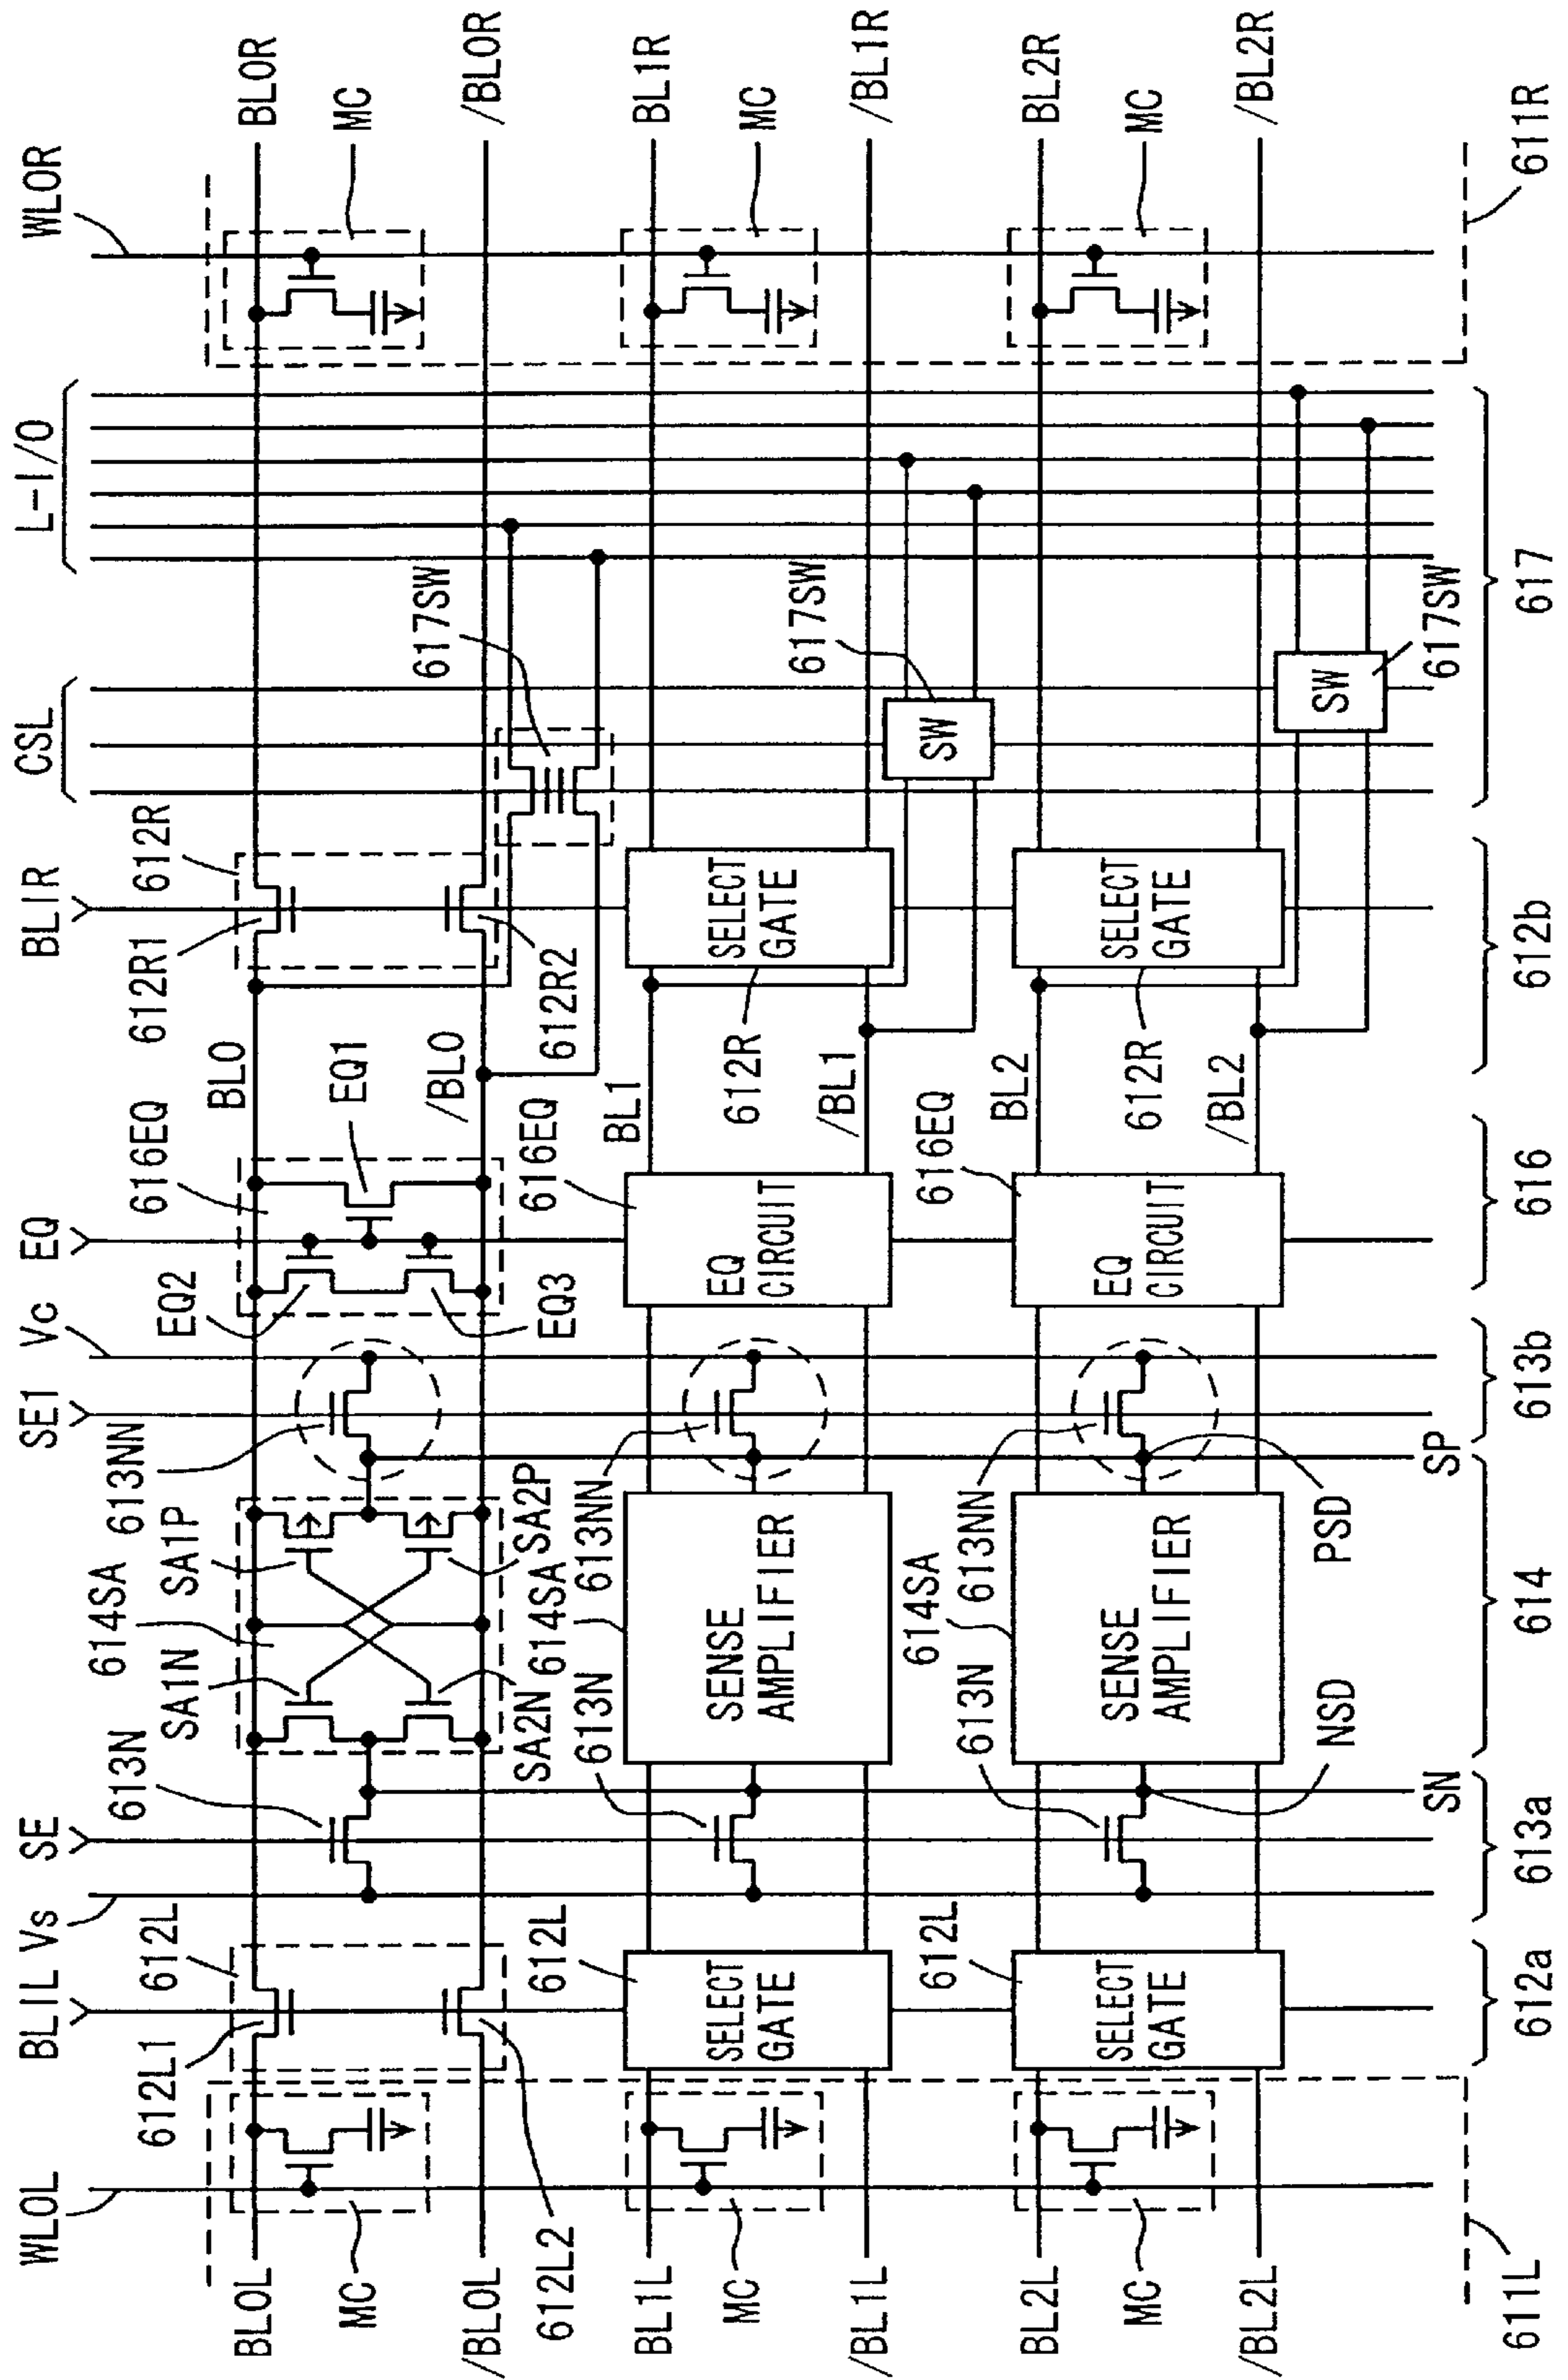 WL0L
BLIL
Vs
SE
SE1
Vc
EQ
BLIR
CSL
L-I/O
WL0R
612L1
612L
613N
SA1N
614SA
SA1P
613NN
EQ2
616EQ
EQ1
BL0
612R1
612R
617SW
BL0L
MC
/BL0L
612L2
SA2N
SA2P
EQ3
/BL0
612R2
BL0R
MC
/BL0R
612L
613N
614SA
613NN
616EQ
BL1
BL1L
MC
/BL1L
SELECT
GATE
SENSE
AMPLIFIER
EQ
CIRCUIT
/BL1
612R
SELECT
GATE
SW
617SW
BL1R
MC
/BL1R
612L
613N
614SA
613NN
616EQ
BL2
BL2L
MC
/BL2L
SELECT
GATE
SENSE
AMPLIFIER
EQ
CIRCUIT
/BL2
612R
SELECT
GATE
SW
617SW
BL2R
MC
/BL2R
NSD
PSD
SN
SP
611L
612a
613a
614
613b
616
612b
617
611R